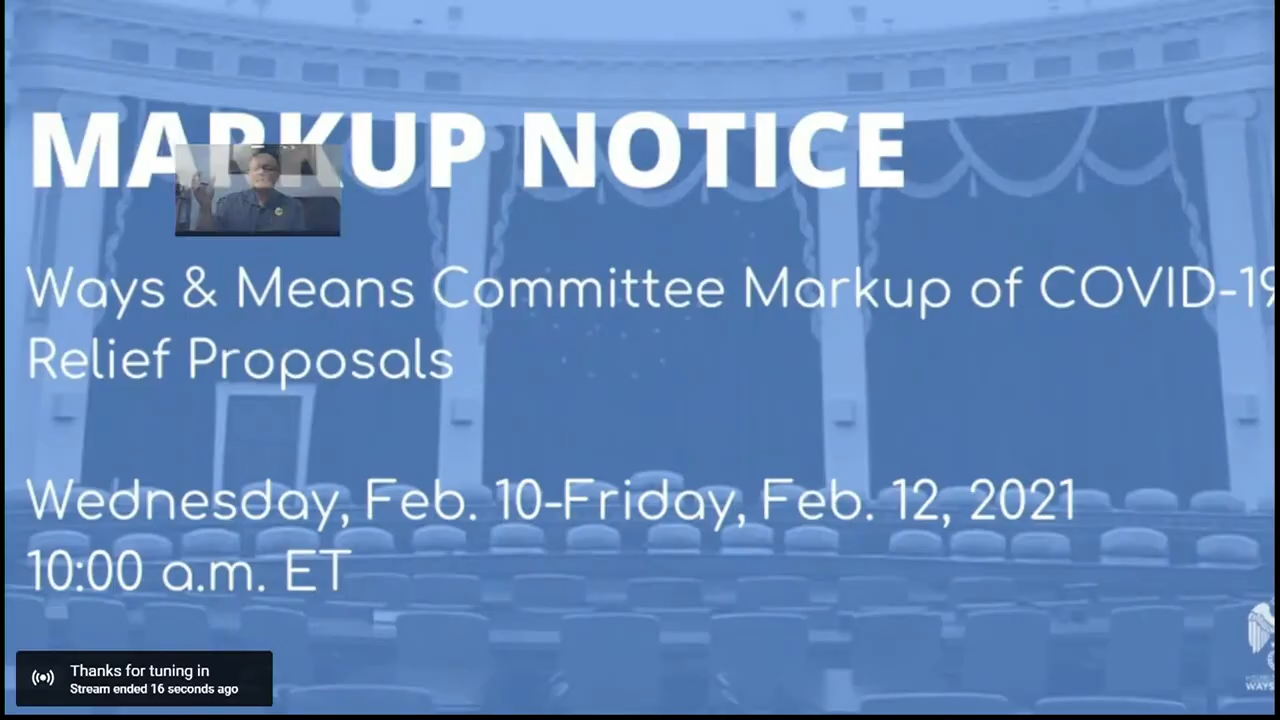 MARKUP NOTICE
Ways & Means Committee Markup of COVID-19
Relief Proposals
Wednesday, Feb. 10-Friday, Feb. 12, 2021
10:00 a.m. ET
Thanks for tuning in
Stream ended 16 seconds ago
WAYS